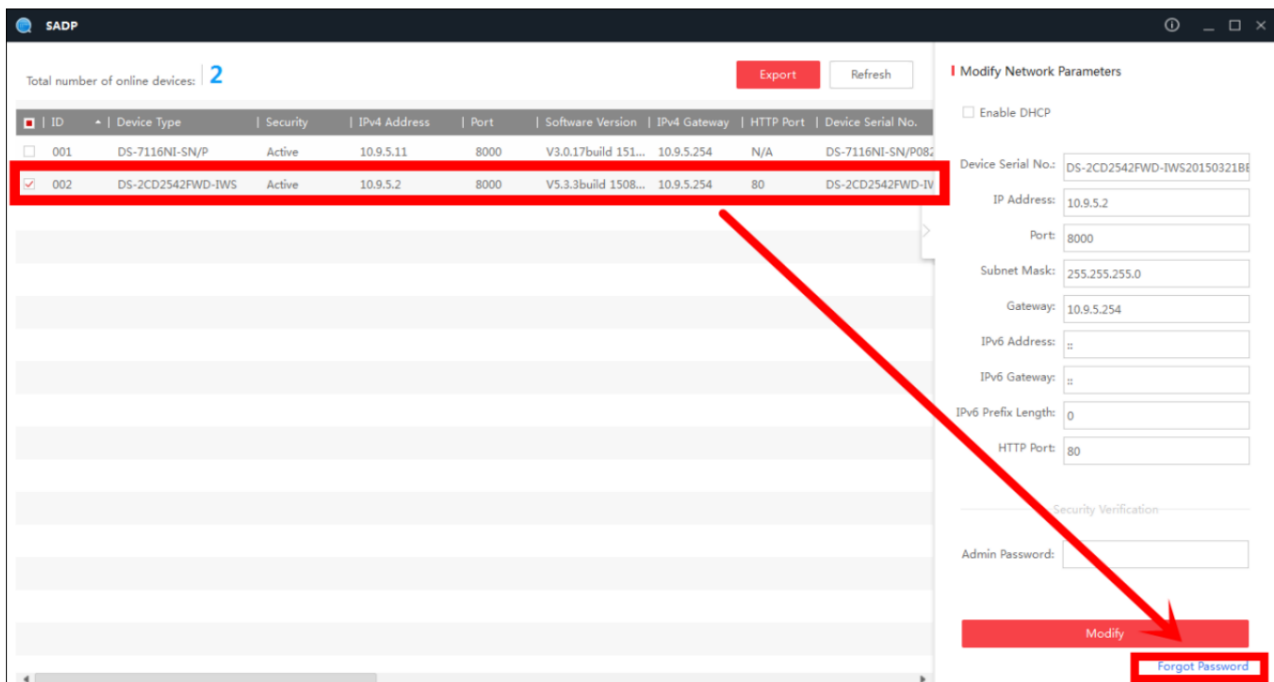 SADP
Total number of online devices: 2
Export
Refresh
ID | Device Type | Security | IPv4 Address | Port | Software Version | IPv4 Gateway | HTTP Port | Device Serial No.
001 DS-7116NI-SN/P Active 10.9.5.11 8000 V3.0.17build 151... 10.9.5.254 N/A DS-7116NI-SN/P082
002 DS-2CD2542FWD-IWS Active 10.9.5.2 8000 V5.3.3build 1508... 10.9.5.254 80 DS-2CD2542FWD-IV
Modify Network Parameters
Enable DHCP
Device Serial No.: DS-2CD2542FWD-IWS20150321BE
IP Address: 10.9.5.2
Port: 8000
Subnet Mask: 255.255.255.0
Gateway: 10.9.5.254
IPv6 Address: ::
IPv6 Gateway: ::
IPv6 Prefix Length: 0
HTTP Port: 80
Security Verification
Admin Password:
Modify
Forgot Password